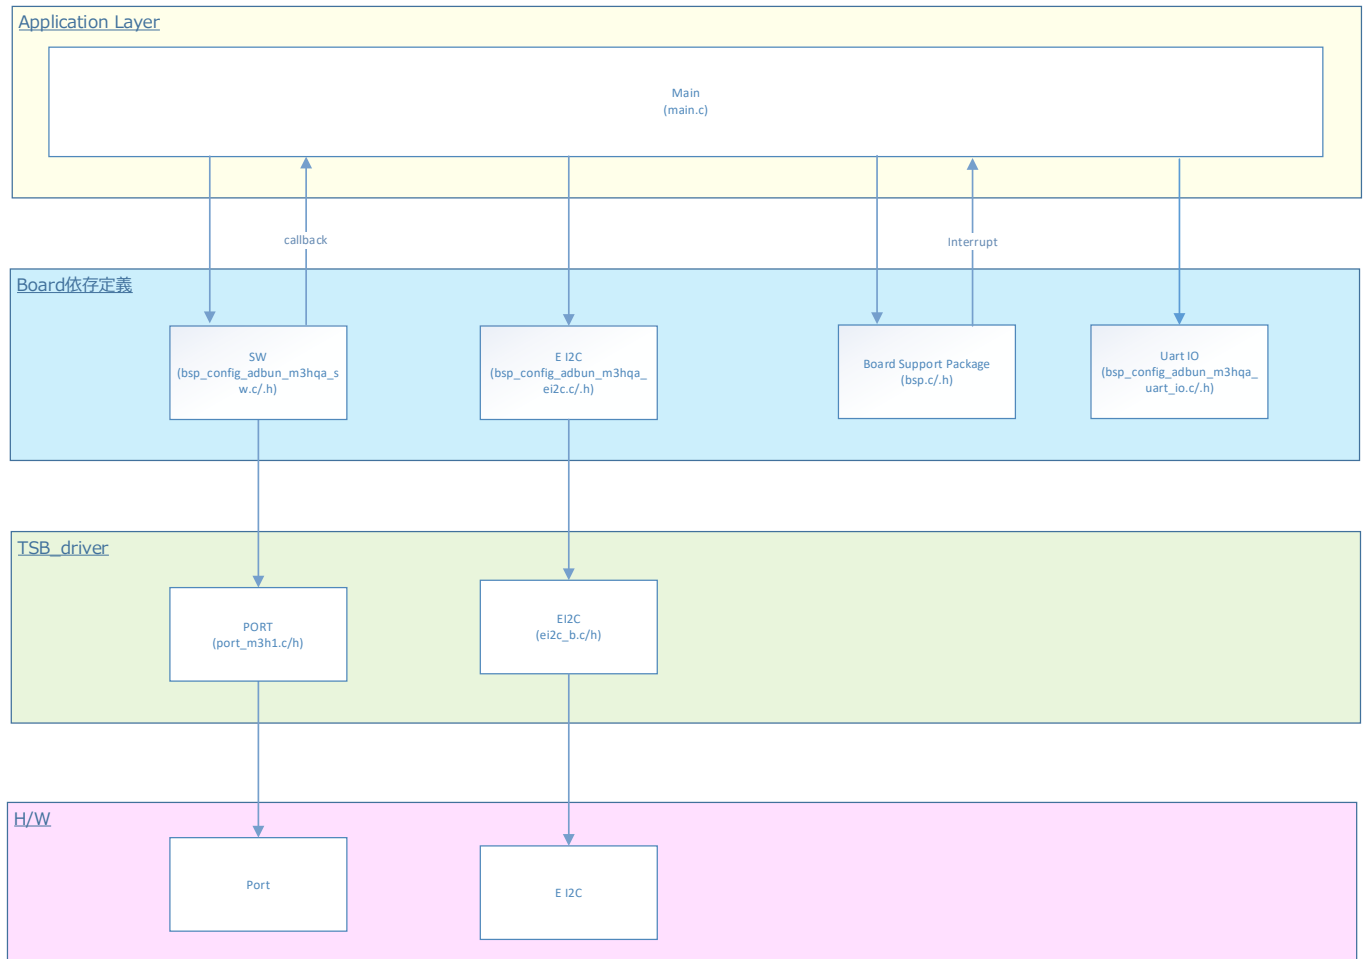 Application Layer
Main
(main.c)
callback
Interrupt
Board依存定義
SW
(bsp_config_adbun_m3hqa_s
w.c/.h)
E I2C
(bsp_config_adbun_m3hqa_
ei2c.c/.h)
Board Support Package
(bsp.c/.h)
Uart IO
(bsp_config_adbun_m3hqa_
uart_io.c/.h)
TSB_driver
PORT
(port_m3h1.c/h)
EI2C
(ei2c_b.c/h)
H/W
Port
E I2C